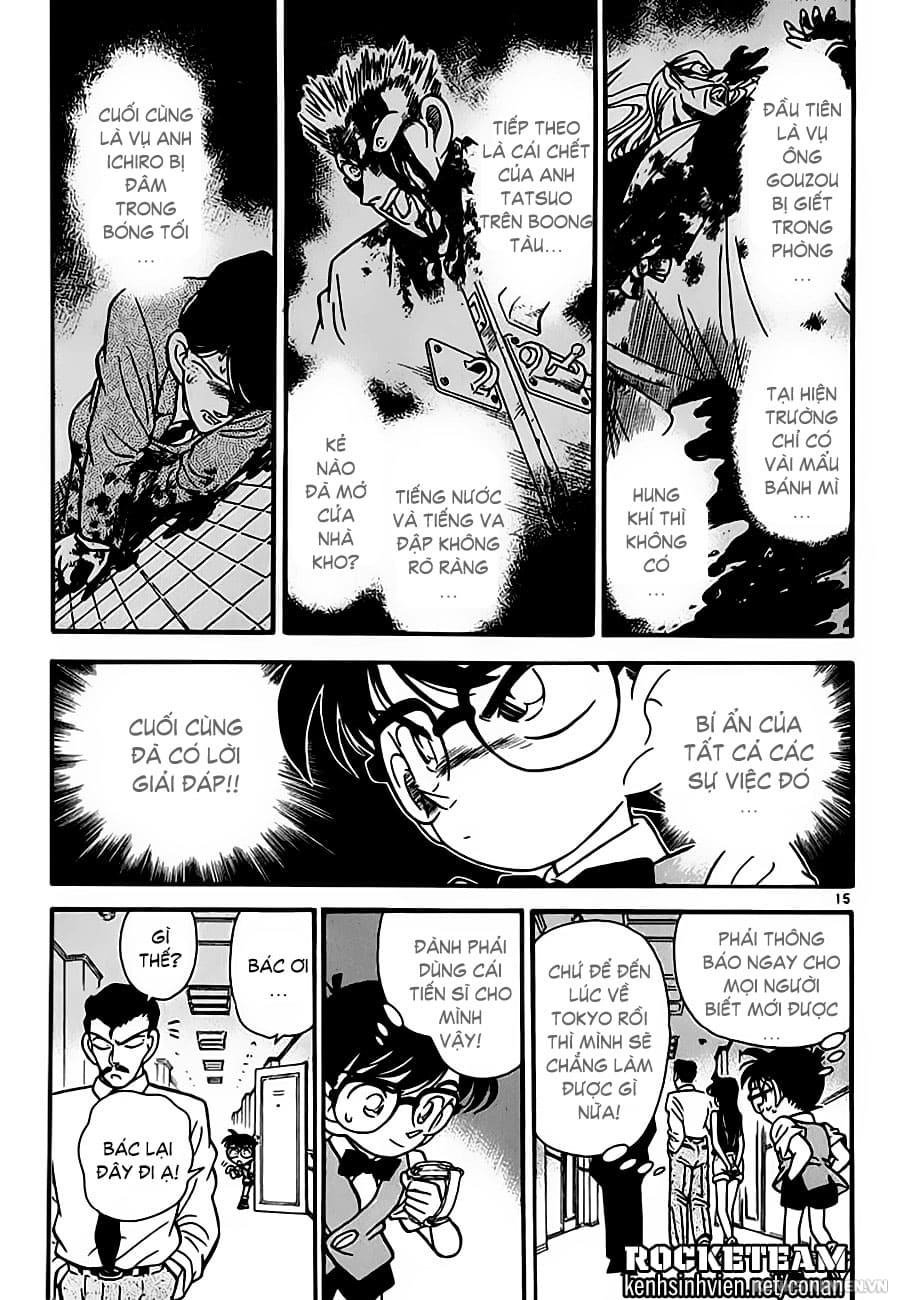 ĐẦU TIÊN
LÀ VỤ
ÔNG
GOUZOU
BỊ GIẾT
TRONG
PHÒNG
...
TẠI HIỆN
TRƯỜNG
CHỈ CÓ
VÀI MẨU
BÁNH MÌ
...
HUNG
KHÍ THÌ
KHÔNG
CÓ
...
TIẾP THEO
LÀ CÁI CHẾT
CỦA ANH
TATSUO
TRÊN BOONG
TÀU...
TIẾNG NƯỚC
VÀ TIẾNG VA
ĐẬP KHÔNG
RÕ RÀNG
...
KẺ
NÀO
ĐÃ MỞ
CỬA
NHÀ
KHO?
CUỐI CÙNG
LÀ VỤ ANH
ICHIRO BỊ
ĐÂM
TRONG
BÓNG TỐI
...
BÍ ẨN CỦA
TẤT CẢ CÁC
SỰ VIỆC ĐÓ
...
CUỐI CÙNG
ĐÃ CÓ LỜI
GIẢI ĐÁP!!
15
PHẢI THÔNG
BÁO NGAY CHO
MỌI NGƯỜI
BIẾT MỚI ĐƯỢC
...
CHỨ ĐỂ ĐẾN
LÚC VỀ
TOKYO RỒI
THÌ MÌNH SẼ
CHẲNG LÀM
ĐƯỢC GÌ
NỮA!
ĐÀNH PHẢI
DÙNG CÁI
TIẾN SĨ CHO
MÌNH
VẬY!
BÁC ƠI
...
GÌ
THẾ?
BÁC LẠI
ĐÂY ĐI Ạ!
ROCKETEAM
kenhsinhvien.net/conan